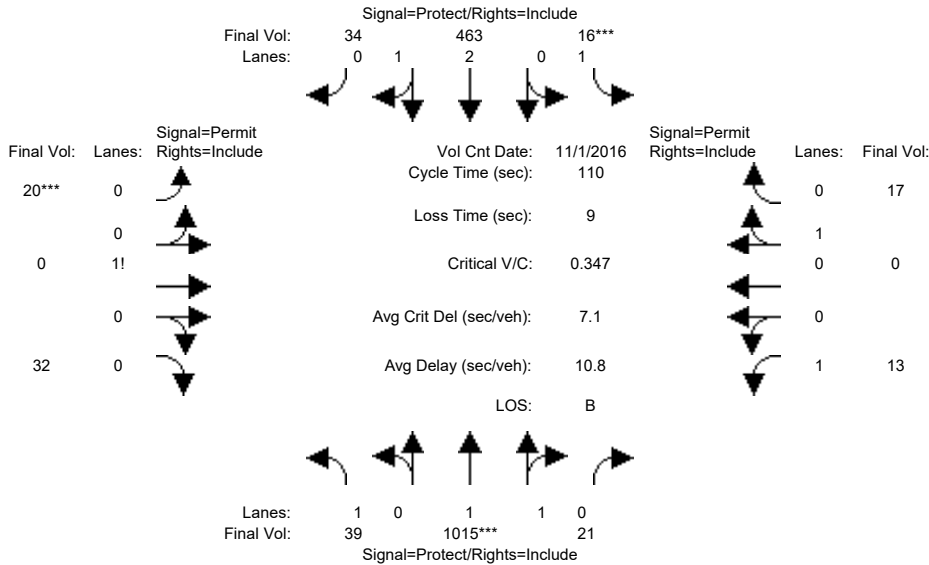 Signal=Protect/Rights=Include
Final Vol: 34 463 16***
Lanes: 0 1 2 0 1
Signal=Permit Signal=Permit
Final Vol: Lanes: Rights=Include Vol Cnt Date: 11/1/2016 Rights=Include Lanes: Final Vol:
Cycle Time (sec): 110
20*** 0 0 17
Loss Time (sec): 9
0 1
0 1! Critical V/C: 0.347 0 0
0 Avg Crit Del (sec/veh): 7.1 0
32 0 Avg Delay (sec/veh): 10.8 1 13
LOS: B
Lanes: 1 0 1 1 0
Final Vol: 39 1015*** 21
Signal=Protect/Rights=Include